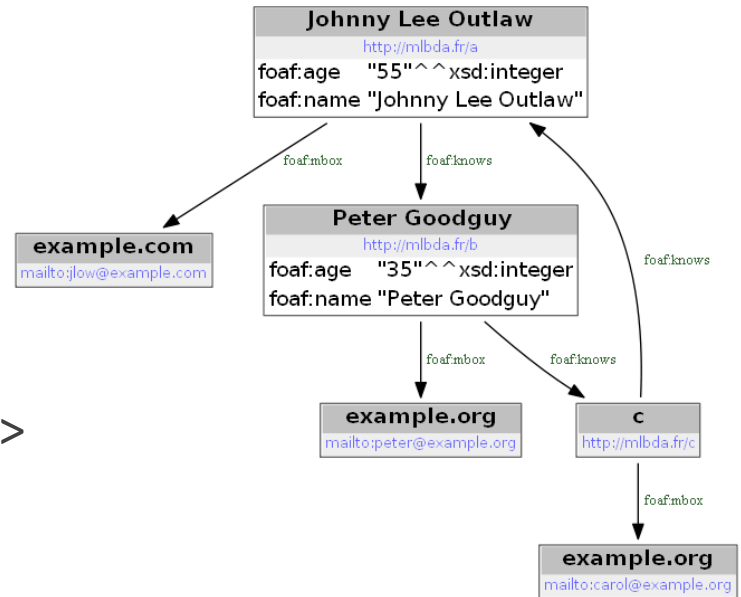 Johnny Lee Outlaw
http://mlbda.fr/a
foaf:age "55"^^xsd:integer
foaf:name "Johnny Lee Outlaw"
foaf:mbox
foaf:knows
Peter Goodguy
http://mlbda.fr/b
foaf:age "35"^^xsd:integer
foaf:name "Peter Goodguy"
example.com
mailto:jlow@example.com
foaf:knows
foaf:mbox
foaf:knows
>
example.org
mailto:peter@example.org
c
http://mlbda.fr/c
foaf:mbox
example.org
mailto:carol@example.org